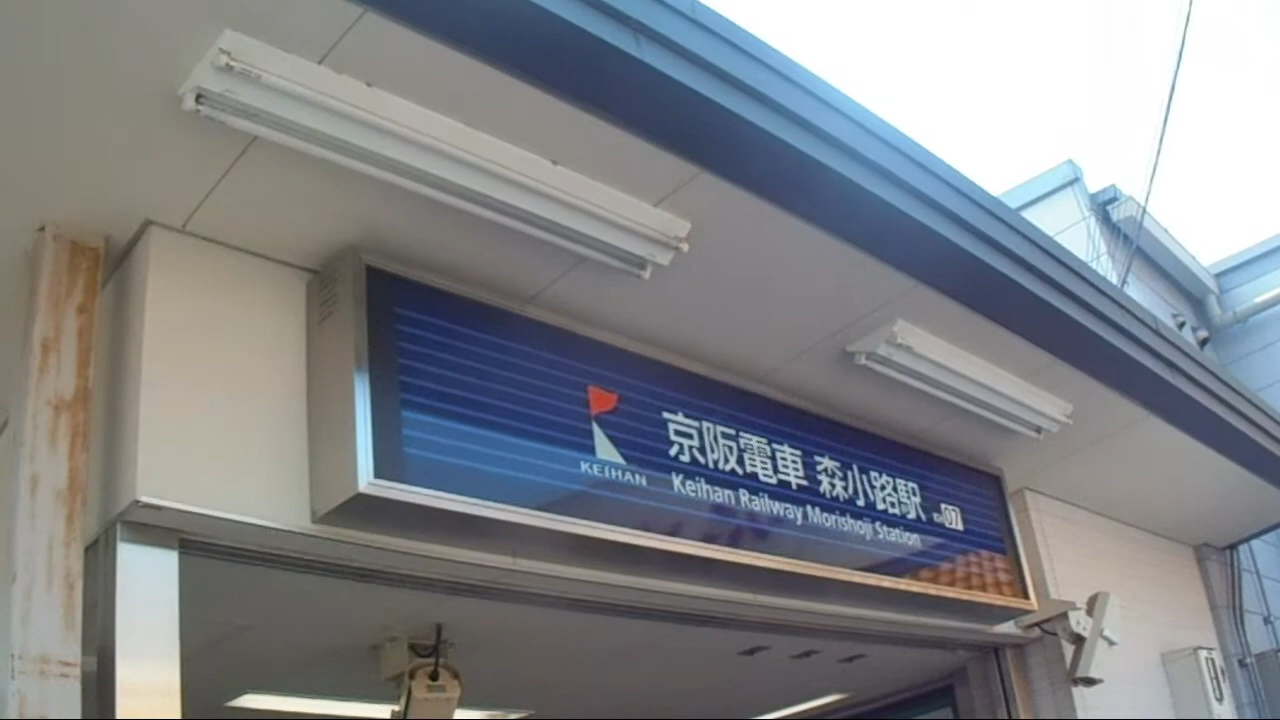 KEIHAN
京阪電車 森小路駅
Keihan Railway Morishoji Station
07